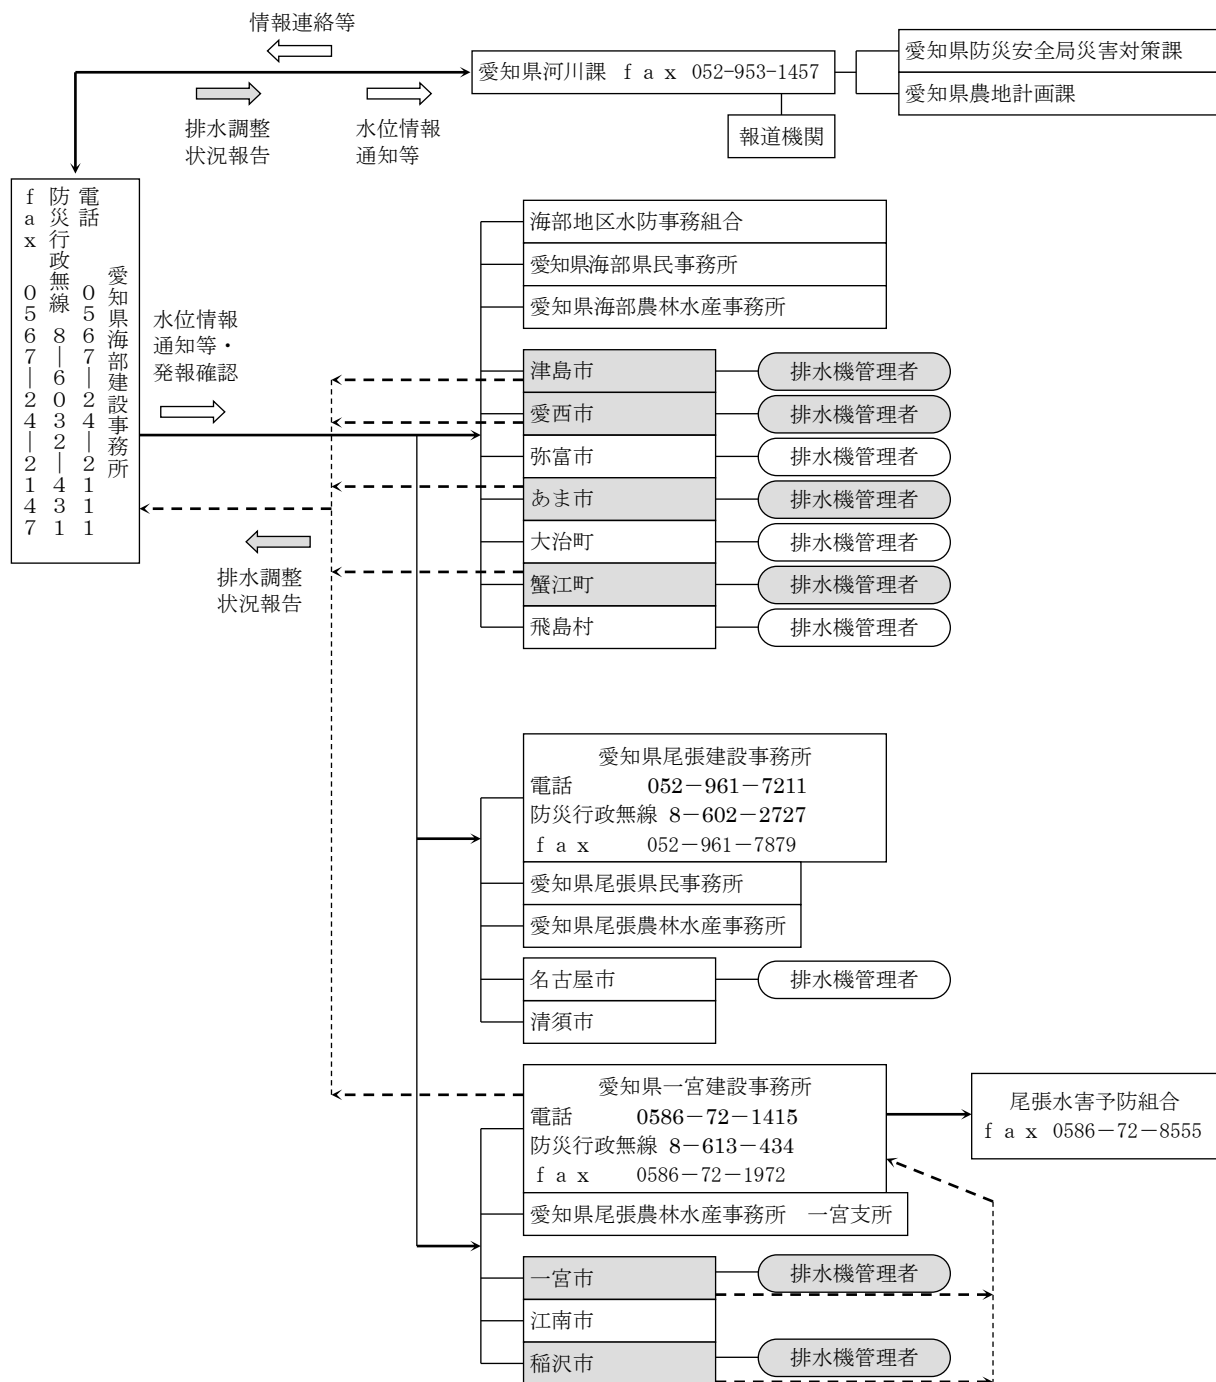 情報連絡等
愛知県河川課 ｆａｘ 052-953-1457
愛知県防災安全局災害対策課
愛知県農地計画課
報道機関
排水調整
状況報告
水位情報
通知等
愛知県海部建設事務所
電話 ０５６７―２４―２１１１
防災行政無線 ８―６０３２―４３１
ｆａｘ ０５６７―２４―２１４７
水位情報
通知等・
発報確認
排水調整
状況報告
海部地区水防事務組合
愛知県海部県民事務所
愛知県海部農林水産事務所
津島市 排水機管理者
愛西市 排水機管理者
弥富市 排水機管理者
あま市 排水機管理者
大治町 排水機管理者
蟹江町 排水機管理者
飛島村 排水機管理者
愛知県尾張建設事務所
電話 052－961－7211
防災行政無線 8－602－2727
ｆａｘ 052－961－7879
愛知県尾張県民事務所
愛知県尾張農林水産事務所
名古屋市 排水機管理者
清須市
愛知県一宮建設事務所
電話 0586－72－1415
防災行政無線 8－613－434
ｆａｘ 0586－72－1972
尾張水害予防組合
ｆａｘ 0586－72－8555
愛知県尾張農林水産事務所　一宮支所
一宮市 排水機管理者
江南市
稲沢市 排水機管理者